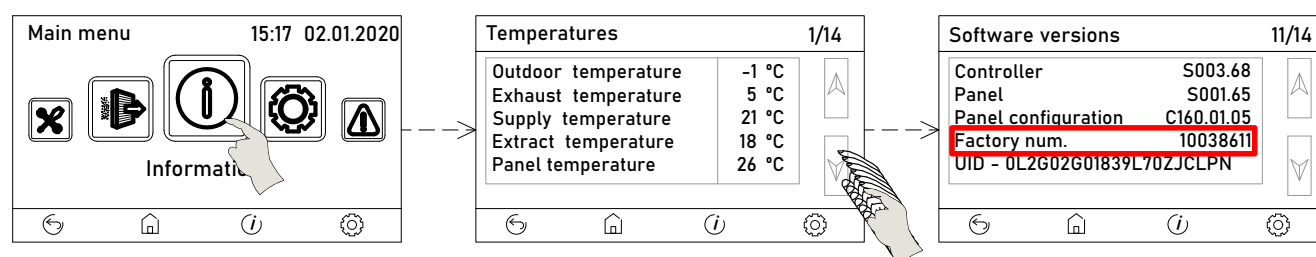 Main menu 15:17 02.01.2020
Informati
Temperatures 1/14
Outdoor temperature -1 °C
Exhaust temperature 5 °C
Supply temperature 21 °C
Extract temperature 18 °C
Panel temperature 26 °C
Software versions 11/14
Controller S003.68
Panel S001.65
Panel configuration C160.01.05
Factory num. 10038611
UID - 0L2G02G01839L70ZJCLPN